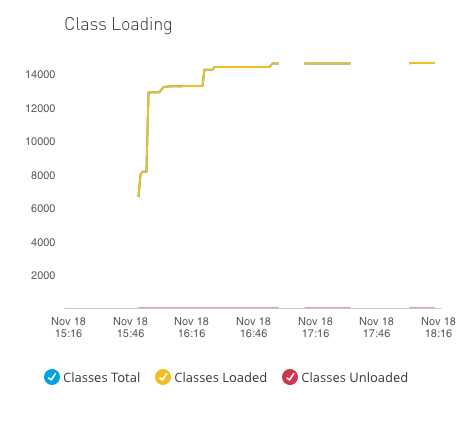 Class Loading
14000
12000
10000
8000
6000
4000
2000
Nov 18 Nov 18 Nov 18 Nov 18 Nov 18 Nov 18 Nov 18
15:16 15:46 16:16 16:46 17:16 17:46 18:16
Classes Total Classes Loaded Classes Unloaded